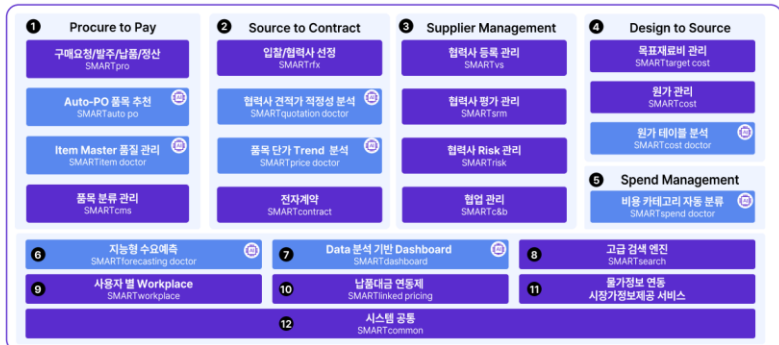 1 Procure to Pay
구매요청/발주/납품/정산
SMARTpro
Auto-PO 품목 추천
SMARTauto po
Item Master 품질 관리
SMARTitem doctor
품목 분류 관리
SMARTcms
2 Source to Contract
입찰/협력사 선정
SMARTrfx
협력사 견적가 적정성 분석
SMARTquotation doctor
품목 단가 Trend 분석
SMARTprice doctor
전자계약
SMARTcontract
3 Supplier Management
협력사 등록 관리
SMARTvs
협력사 평가 관리
SMARTsrm
협력사 Risk 관리
SMARTrisk
협업 관리
SMARTc&b
4 Design to Source
목표재료비 관리
SMARTtarget cost
원가 관리
SMARTcost
원가 테이블 분석
SMARTcost doctor
5 Spend Management
비용 카테고리 자동 분류
SMARTspend doctor
6 지능형 수요예측
SMARTforecasting doctor
7 Data 분석 기반 Dashboard
SMARTdashboard
8 고급 검색 엔진
SMARTsearch
9 사용자 별 Workplace
SMARTworkplace
10 납품대금 연동제
SMARTlinked pricing
11 물가정보 연동
시장가정보제공 서비스
12 시스템 공통
SMARTcommon